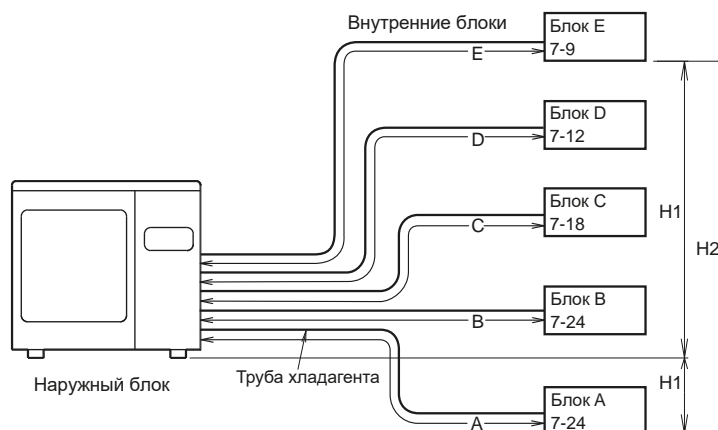 Внутренние блоки
Блок E
7-9
E
Блок D
7-12
D
Блок C
7-18
C
H1
H2
Блок B
7-24
B
Труба хладагента
Наружный блок
H1
Блок A
7-24
A